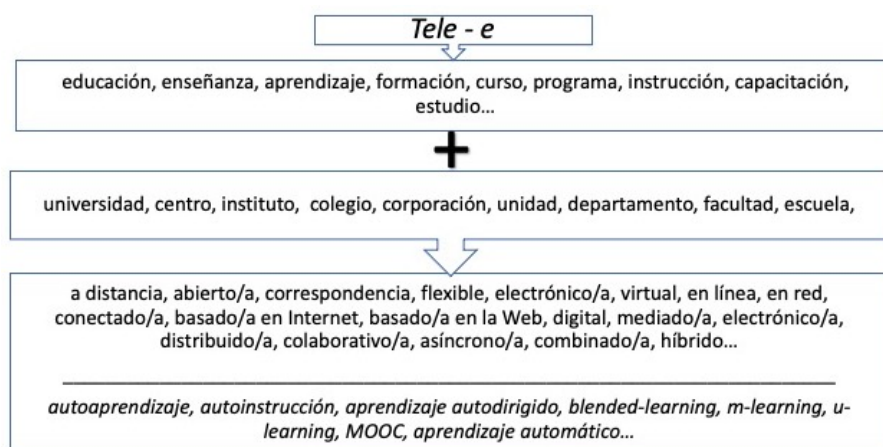 Tele - e
educación, enseñanza, aprendizaje, formación, curso, programa, instrucción, capacitación,
estudio…
+
universidad, centro, instituto, colegio, corporación, unidad, departamento, facultad, escuela,
a distancia, abierto/a, correspondencia, flexible, electrónico/a, virtual, en línea, en red,
conectado/a, basado/a en Internet, basado/a en la Web, digital, mediado/a, electrónico/a,
distribuido/a, colaborativo/a, asíncrono/a, combinado/a, híbrido…
autoaprendizaje, autoinstrucción, aprendizaje autodirigido, blended-learning, m-learning, u-
learning, MOOC, aprendizaje automático…